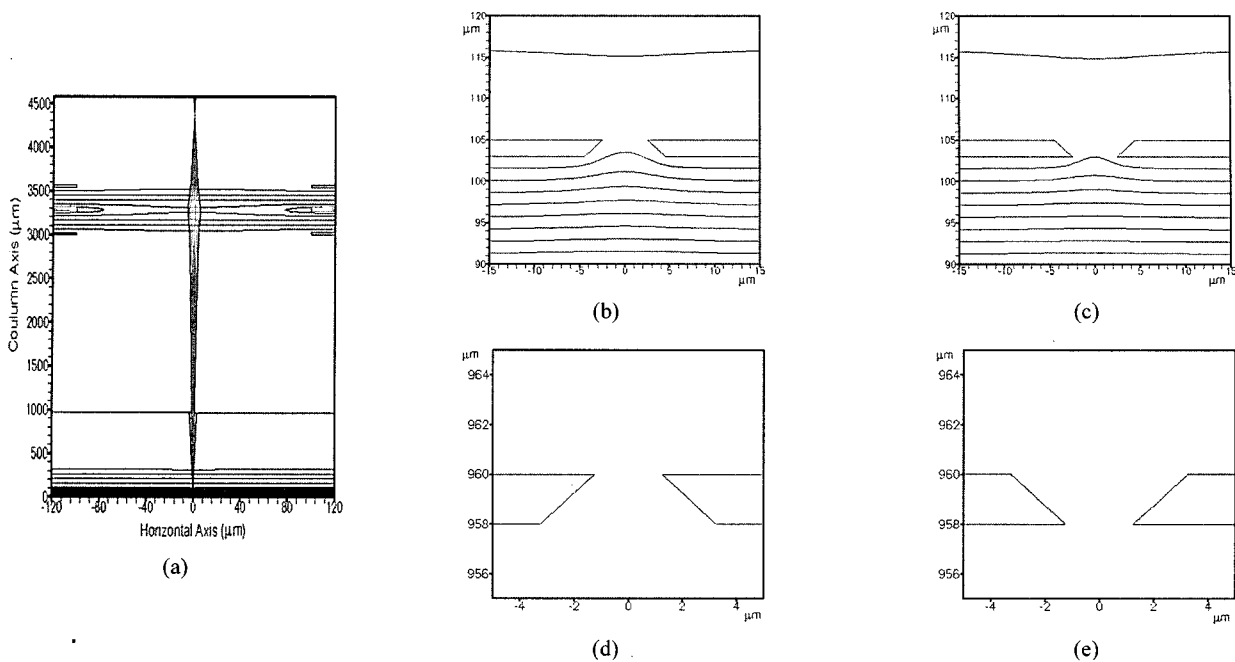 4500
4000
3500
3000
2500
2000
1500
1000
500
0
-120 -80 -40 0 40 80 120
Coulumn Axis (µm)
Horizontal Axis (µm)
(a)
µm
120
115
110
105
100
95
90
-15 -10 -5 0 5 10 15
µm
(b)
µm
120
115
110
105
100
95
90
-15 -10 -5 0 5 10 15
µm
(c)
µm
964
962
960
958
956
-4 -2 0 2 4
µm
(d)
µm
964
962
960
958
956
-4 -2 0 2 4
µm
(e)